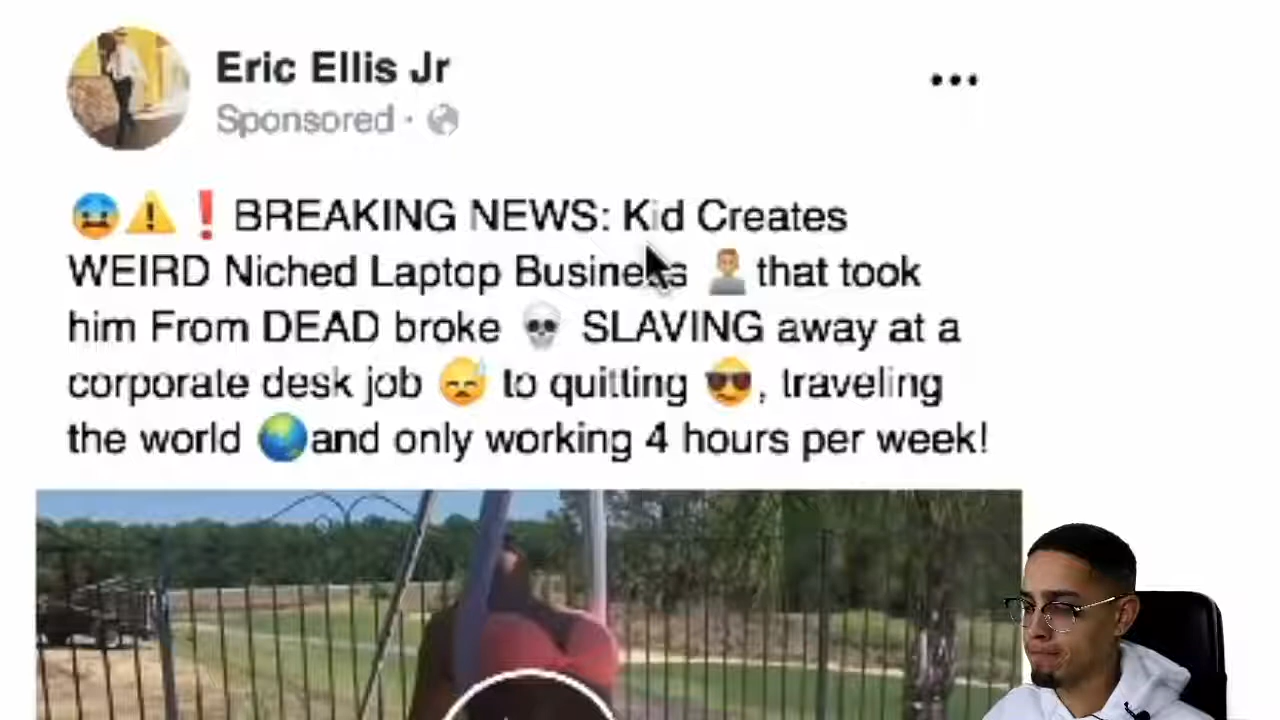 Eric Ellis Jr
Sponsored ·
😰⚠️❗ BREAKING NEWS: Kid Creates
WEIRD Niched Laptop Business 👨‍💻 that took
him From DEAD broke 💀 SLAVING away at a
corporate desk job 😓 to quitting 😎, traveling
the world 🌏and only working 4 hours per week!